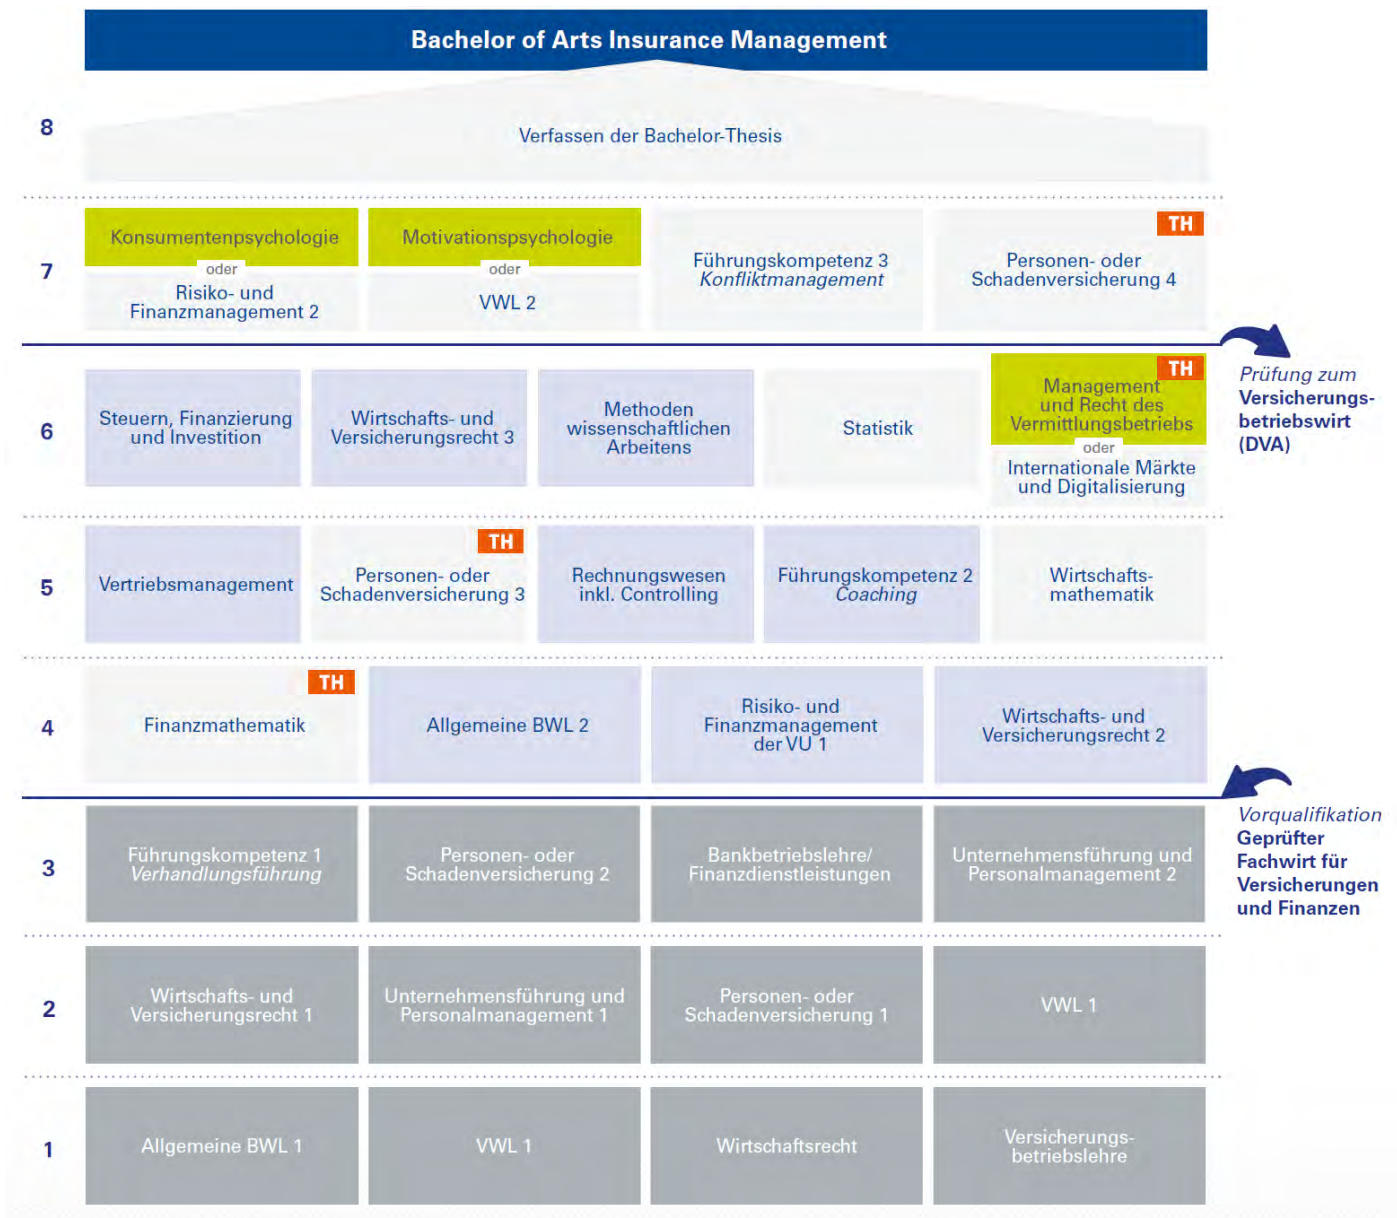 Bachelor of Arts Insurance Management
8
Verfassen der Bachelor-Thesis
7
Konsumentenpsychologie
oder
Risiko- und
Finanzmanagement 2
Motivationspsychologie
oder
VWL 2
Führungskompetenz 3
Konfliktmanagement
TH
Personen- oder
Schadenversicherung 4
Prüfung zum
Versicherungs-
betriebswirt
(DVA)
6
Steuern, Finanzierung
und Investition
Wirtschafts- und
Versicherungsrecht 3
Methoden
wissenschaftlichen
Arbeitens
Statistik
TH
Management
und Recht des
Vermittlungsbetriebs
oder
Internationale Märkte
und Digitalisierung
5
Vertriebsmanagement
TH
Personen- oder
Schadenversicherung 3
Rechnungswesen
inkl. Controlling
Führungskompetenz 2
Coaching
Wirtschafts-
mathematik
4
TH
Finanzmathematik
Allgemeine BWL 2
Risiko- und
Finanzmanagement
der VU 1
Wirtschafts- und
Versicherungsrecht 2
Vorqualifikation
Geprüfter
Fachwirt für
Versicherungen
und Finanzen
3
Führungskompetenz 1
Verhandlungsführung
Personen- oder
Schadenversicherung 2
Bankbetriebslehre/
Finanzdienstleistungen
Unternehmensführung und
Personalmanagement 2
2
Wirtschafts- und
Versicherungsrecht 1
Unternehmensführung und
Personalmanagement 1
Personen- oder
Schadenversicherung 1
VWL 1
1
Allgemeine BWL 1
VWL 1
Wirtschaftsrecht
Versicherungs-
betriebslehre